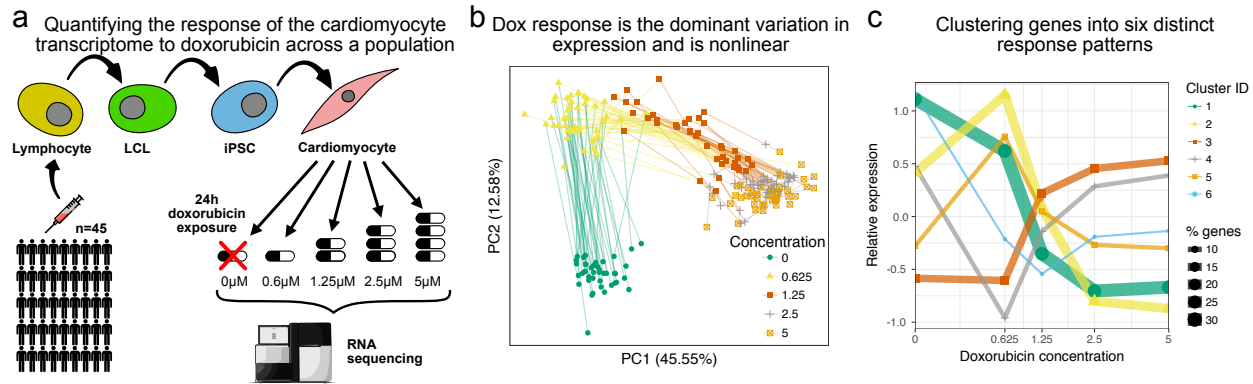 a
Quantifying the response of the cardiomyocyte
transcriptome to doxorubicin across a population
Lymphocyte
LCL
iPSC
Cardiomyocyte
n=45
24h
doxorubicin
exposure
0µM
0.6µM
1.25µM
2.5µM
5µM
RNA
sequencing
b
Dox response is the dominant variation in
expression and is nonlinear
PC2 (12.58%)
PC1 (45.55%)
Concentration
0
0.625
1.25
2.5
5
c
Clustering genes into six distinct
response patterns
Relative expression
1.0
0.5
0.0
-0.5
-1.0
0
0.625
1.25
2.5
5
Doxorubicin concentration
Cluster ID
1
2
3
4
5
6
% genes
10
15
20
25
30